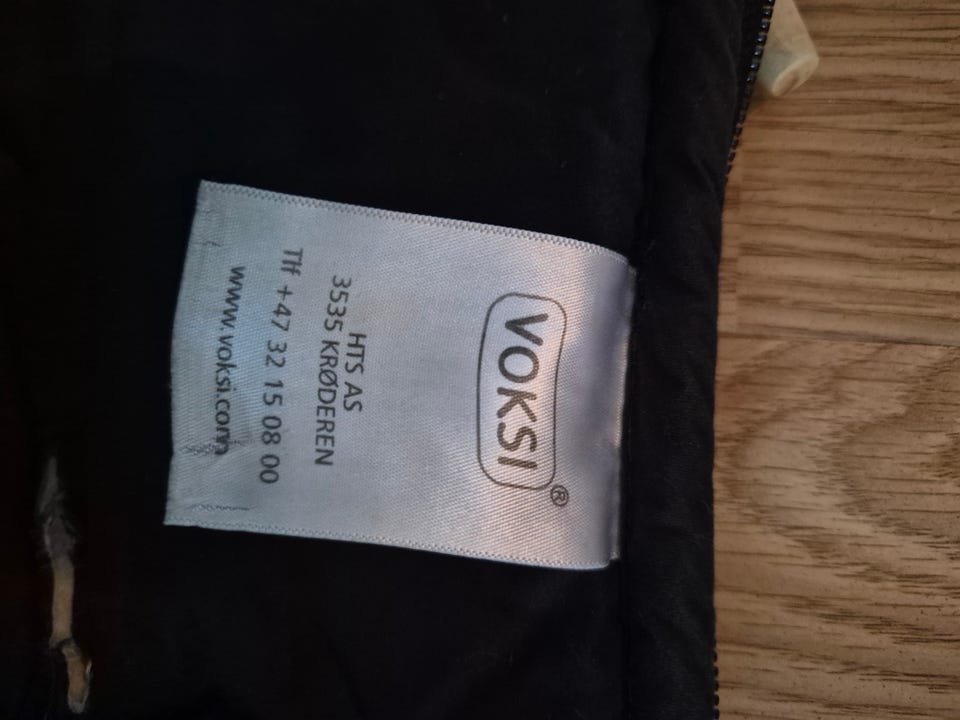 VOKSI®
HTS AS
3535 KRØDEREN
Tlf +47 32 15 08 00
www.voksi.com